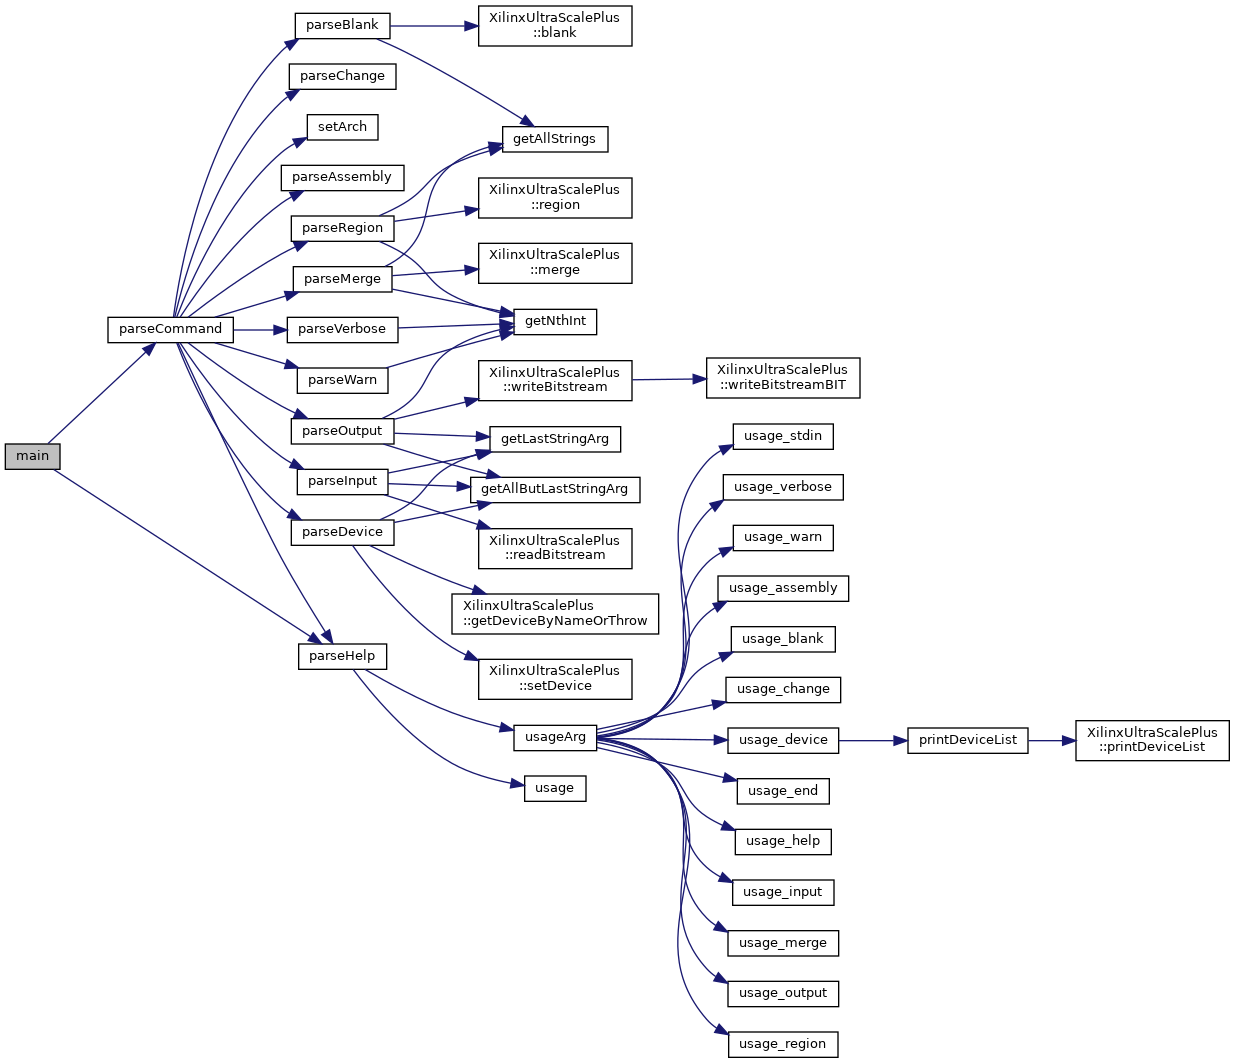 main
parseCommand
parseBlank
parseChange
setArch
parseAssembly
parseRegion
parseMerge
parseVerbose
parseWarn
parseOutput
parseInput
parseDevice
parseHelp
XilinxUltraScalePlus
::blank
getAllStrings
XilinxUltraScalePlus
::region
XilinxUltraScalePlus
::merge
getNthInt
XilinxUltraScalePlus
::writeBitstream
getLastStringArg
getAllButLastStringArg
XilinxUltraScalePlus
::readBitstream
XilinxUltraScalePlus
::getDeviceByNameOrThrow
XilinxUltraScalePlus
::setDevice
usageArg
usage
XilinxUltraScalePlus
::writeBitstreamBIT
usage_stdin
usage_verbose
usage_warn
usage_assembly
usage_blank
usage_change
usage_device
usage_end
usage_help
usage_input
usage_merge
usage_output
usage_region
printDeviceList
XilinxUltraScalePlus
::printDeviceList